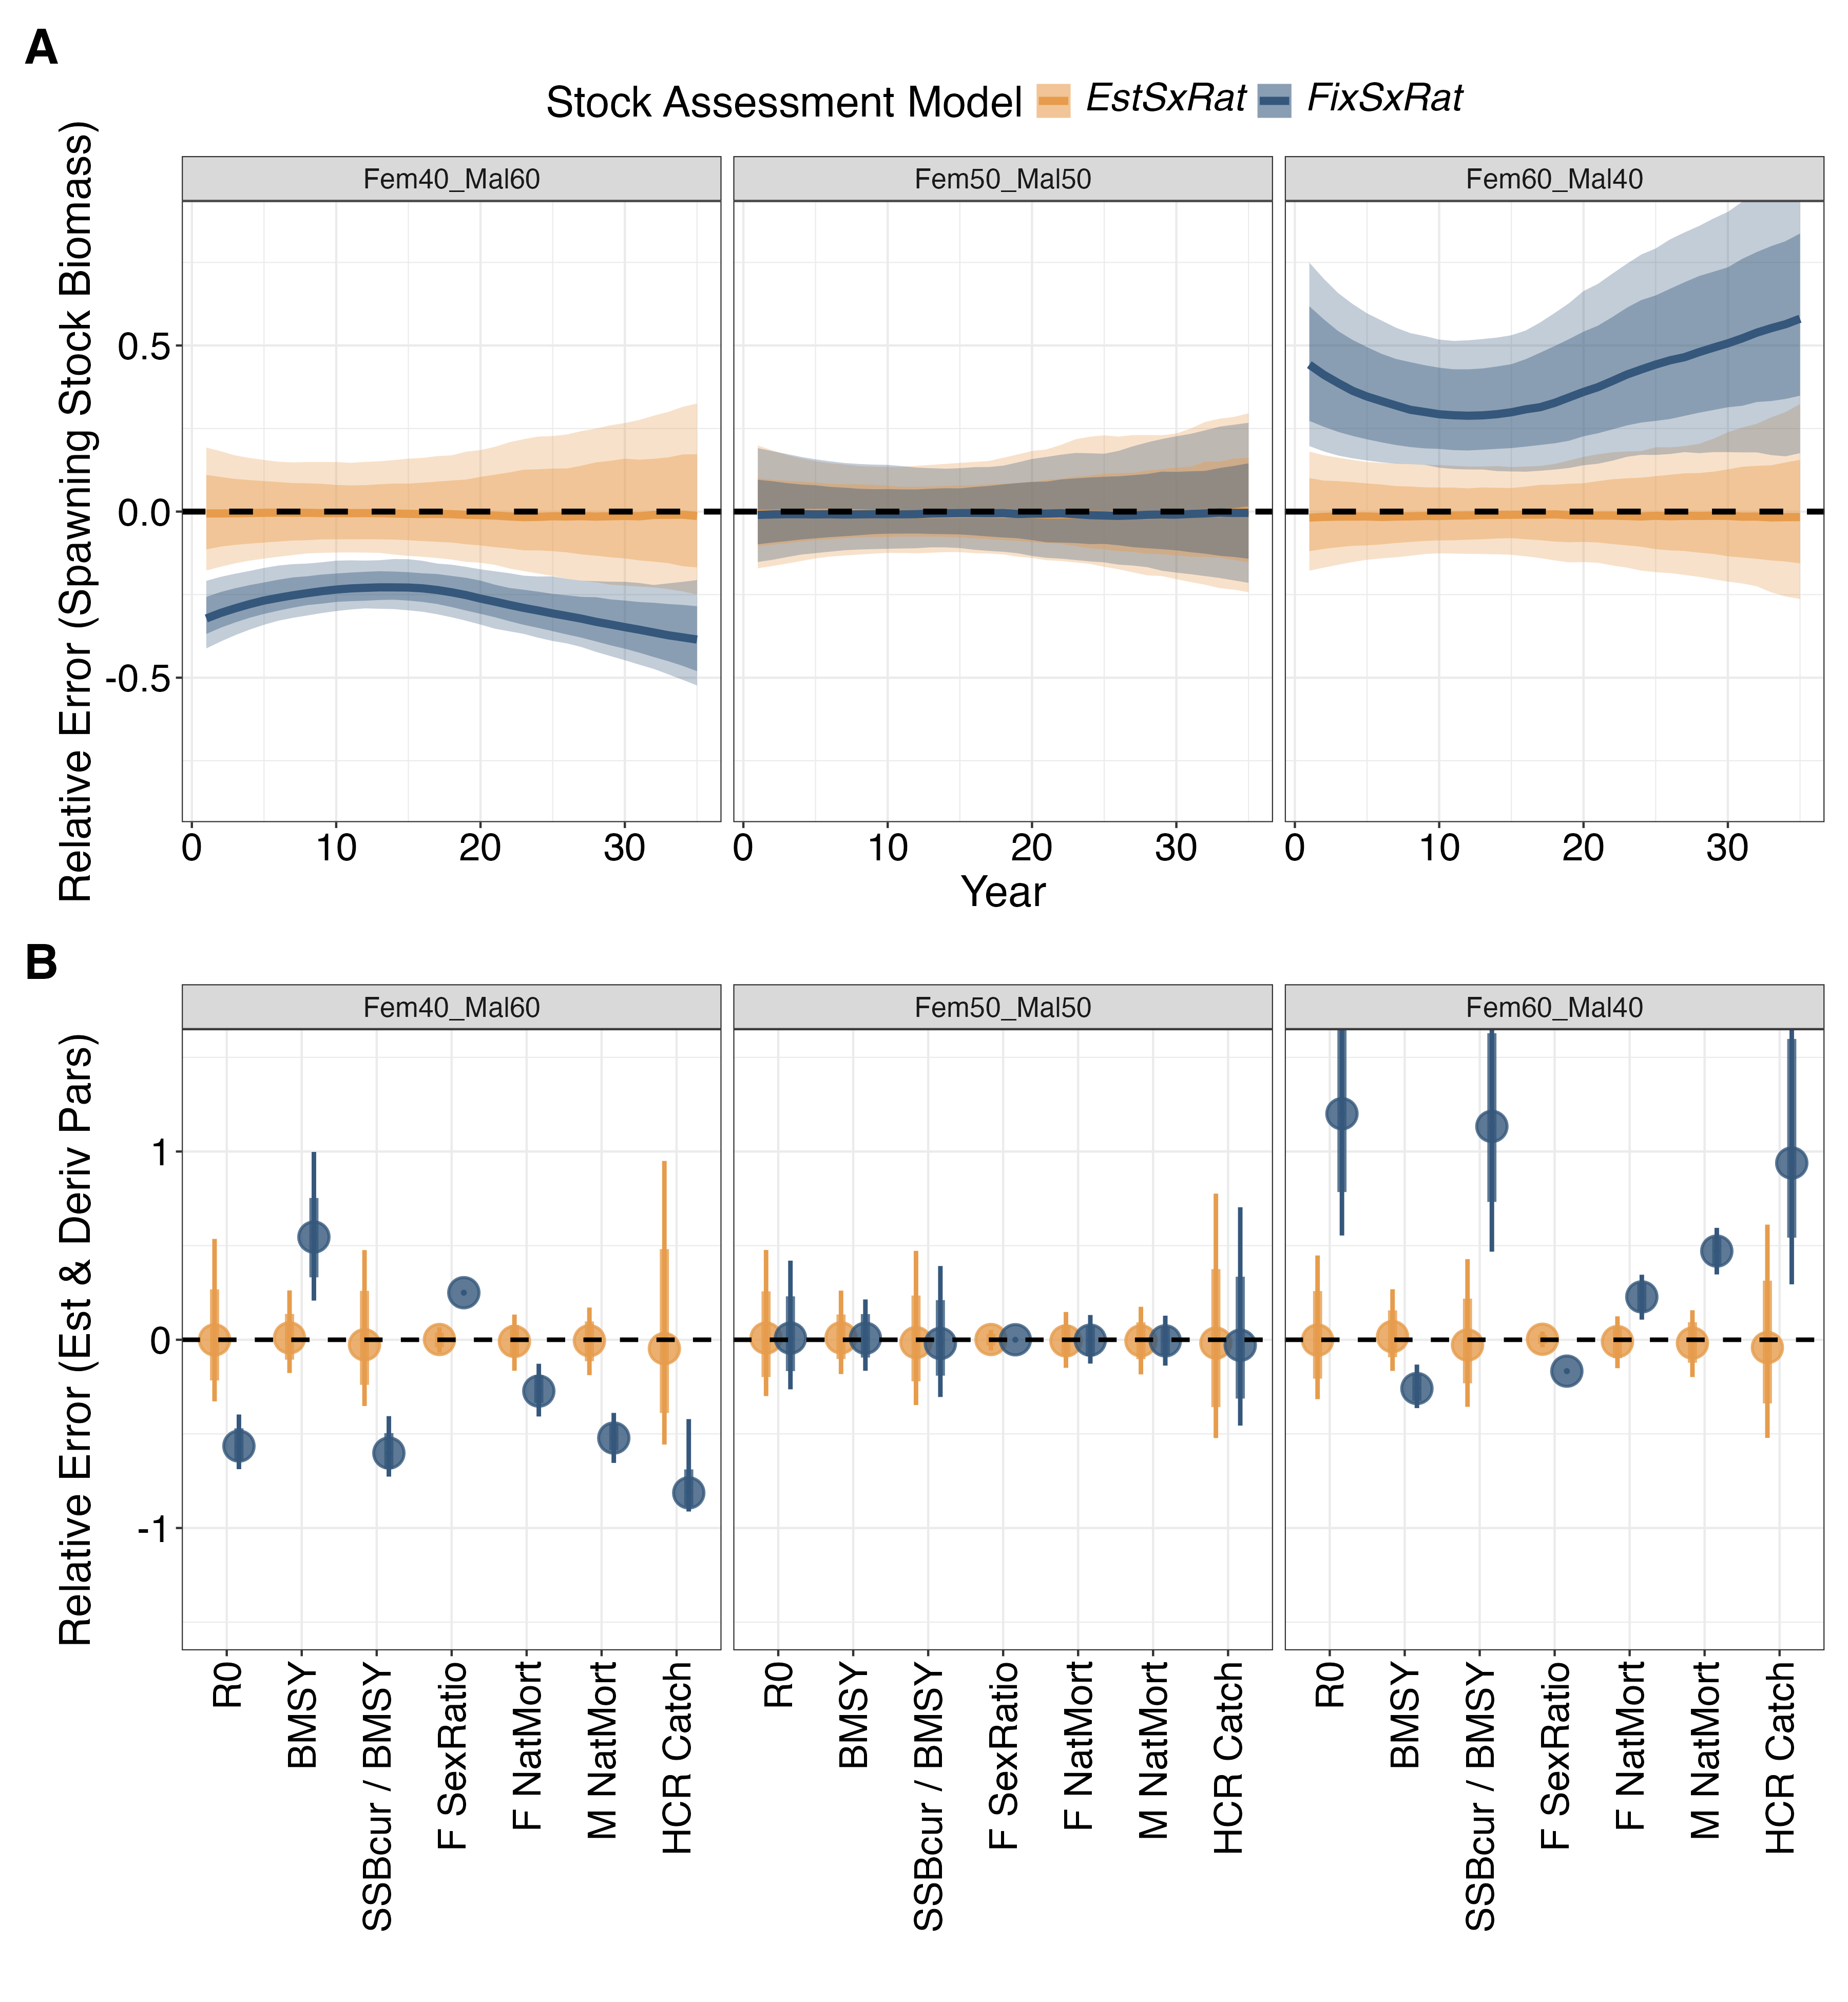 A
Stock Assessment Model EstSxRat FixSxRat
Relative Error (Spawning Stock Biomass)
Fem40_Mal60 Fem50_Mal50 Fem60_Mal40
0.5
0.0
-0.5
0 10 20 30 0 10 20 30 0 10 20 30
Year
B
Relative Error (Est & Deriv Pars)
Fem40_Mal60 Fem50_Mal50 Fem60_Mal40
1
0
-1
R0 BMSY SSBcur / BMSY F SexRatio F NatMort M NatMort HCR Catch R0 BMSY SSBcur / BMSY F SexRatio F NatMort M NatMort HCR Catch R0 BMSY SSBcur / BMSY F SexRatio F NatMort M NatMort HCR Catch